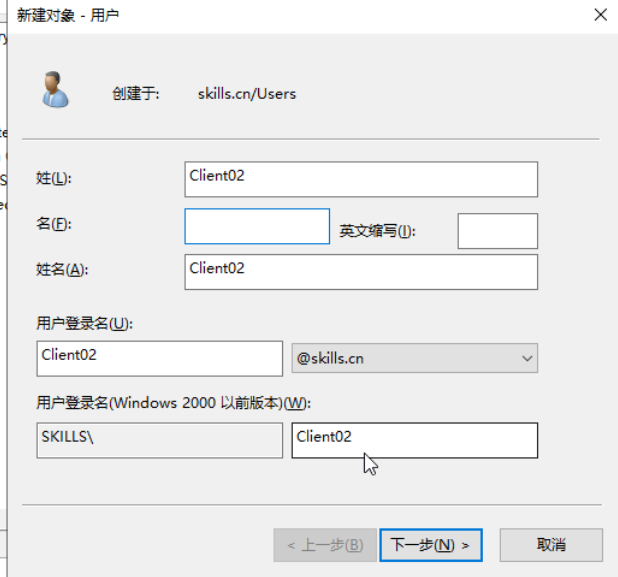 新建对象 - 用户
创建于: skills.cn/Users
姓(L): Client02
名(F): 英文缩写(I):
姓名(A): Client02
用户登录名(U):
Client02 @skills.cn
用户登录名(Windows 2000 以前版本)(W):
SKILLS\ Client02
< 上一步(B) 下一步(N) > 取消